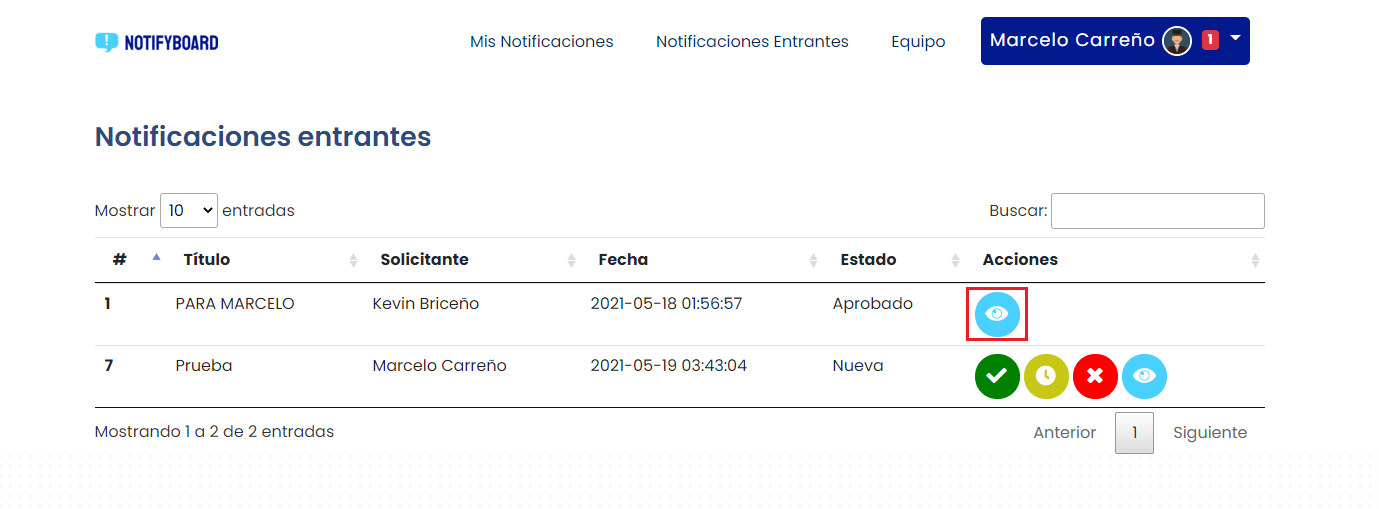 NOTIFYBOARD Mis Notificaciones Notificaciones Entrantes Equipo Marcelo Carreño 1
Notificaciones entrantes
Mostrar 10 entradas Buscar:
# Título Solicitante Fecha Estado Acciones
1 PARA MARCELO Kevin Briceño 2021-05-18 01:56:57 Aprobado
7 Prueba Marcelo Carreño 2021-05-19 03:43:04 Nueva
Mostrando 1 a 2 de 2 entradas Anterior 1 Siguiente